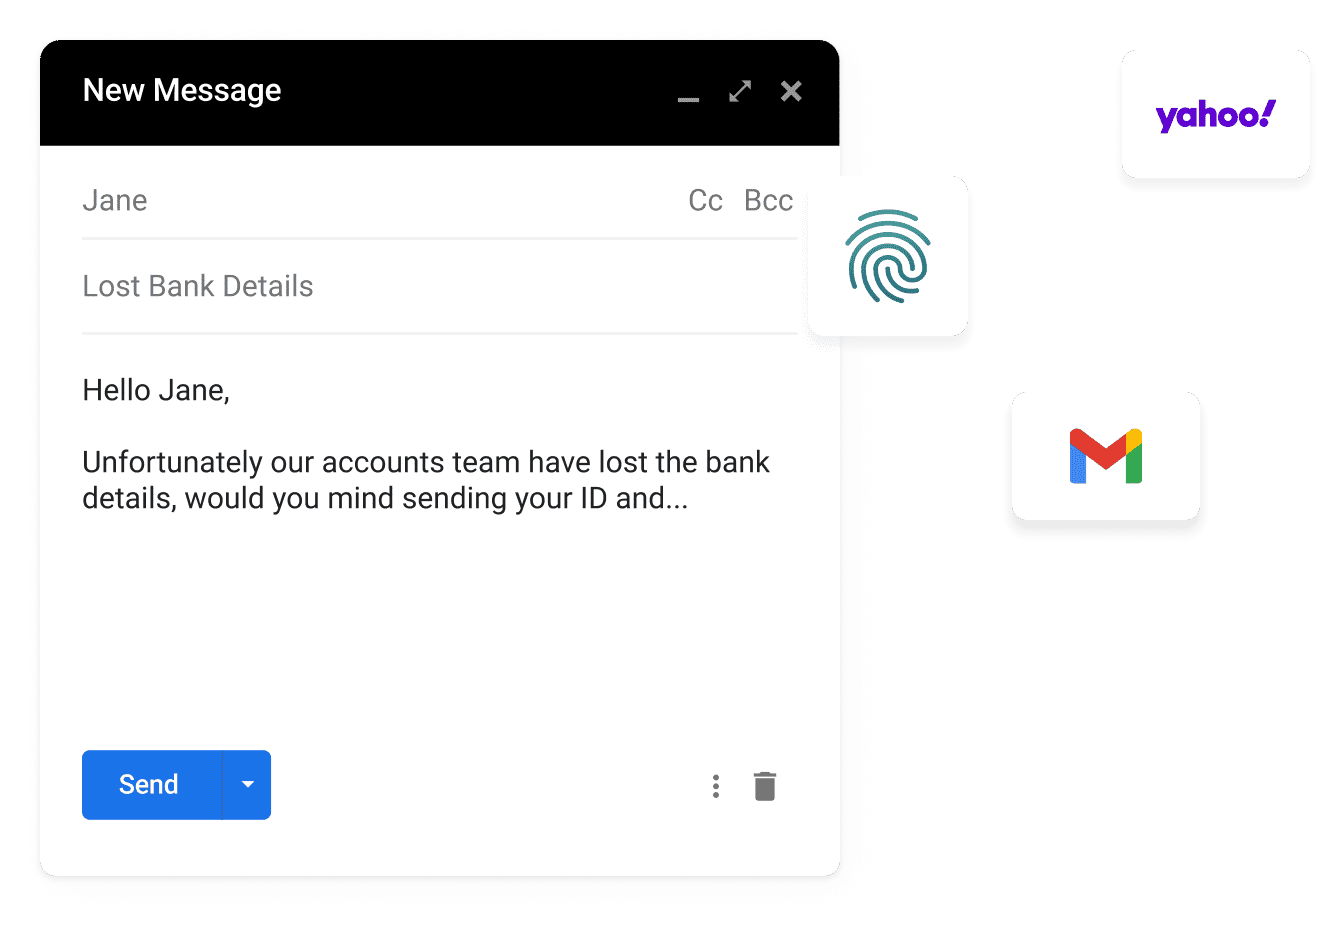 New Message
yahoo!
Jane Cc Bcc
Lost Bank Details
Hello Jane,
Unfortunately our accounts team have lost the bank
details, would you mind sending your ID and...
Send